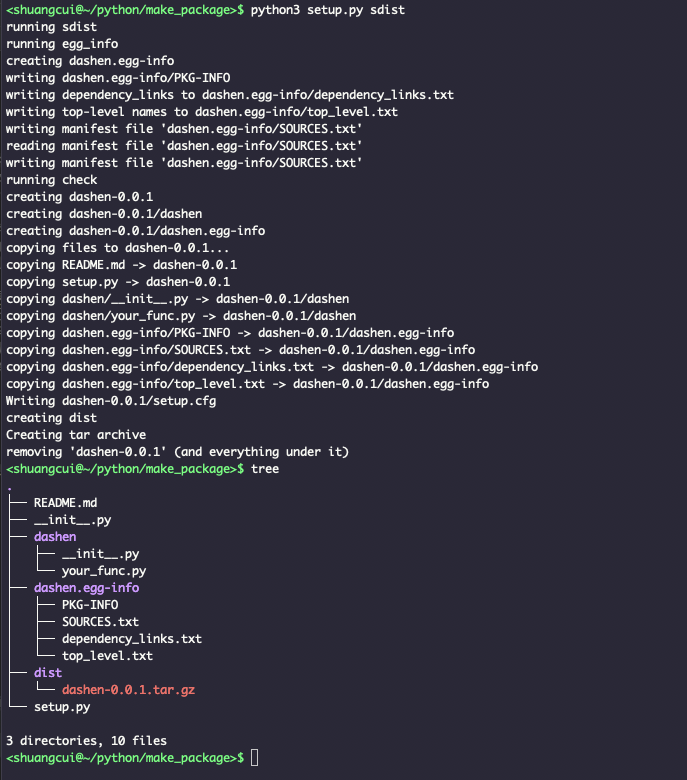 <shuangcui@~/python/make_package>$ python3 setup.py sdist
running sdist
running egg_info
creating dashen.egg-info
writing dashen.egg-info/PKG-INFO
writing dependency_links to dashen.egg-info/dependency_links.txt
writing top-level names to dashen.egg-info/top_level.txt
writing manifest file 'dashen.egg-info/SOURCES.txt'
reading manifest file 'dashen.egg-info/SOURCES.txt'
writing manifest file 'dashen.egg-info/SOURCES.txt'
running check
creating dashen-0.0.1
creating dashen-0.0.1/dashen
creating dashen-0.0.1/dashen.egg-info
copying files to dashen-0.0.1...
copying README.md -> dashen-0.0.1
copying setup.py -> dashen-0.0.1
copying dashen/__init__.py -> dashen-0.0.1/dashen
copying dashen/your_func.py -> dashen-0.0.1/dashen
copying dashen.egg-info/PKG-INFO -> dashen-0.0.1/dashen.egg-info
copying dashen.egg-info/SOURCES.txt -> dashen-0.0.1/dashen.egg-info
copying dashen.egg-info/dependency_links.txt -> dashen-0.0.1/dashen.egg-info
copying dashen.egg-info/top_level.txt -> dashen-0.0.1/dashen.egg-info
Writing dashen-0.0.1/setup.cfg
creating dist
Creating tar archive
removing 'dashen-0.0.1' (and everything under it)
<shuangcui@~/python/make_package>$ tree
.
├── README.md
├── __init__.py
├── dashen
│   ├── __init__.py
│   └── your_func.py
├── dashen.egg-info
│   ├── PKG-INFO
│   ├── SOURCES.txt
│   ├── dependency_links.txt
│   └── top_level.txt
├── dist
│   └── dashen-0.0.1.tar.gz
└── setup.py

3 directories, 10 files
<shuangcui@~/python/make_package>$